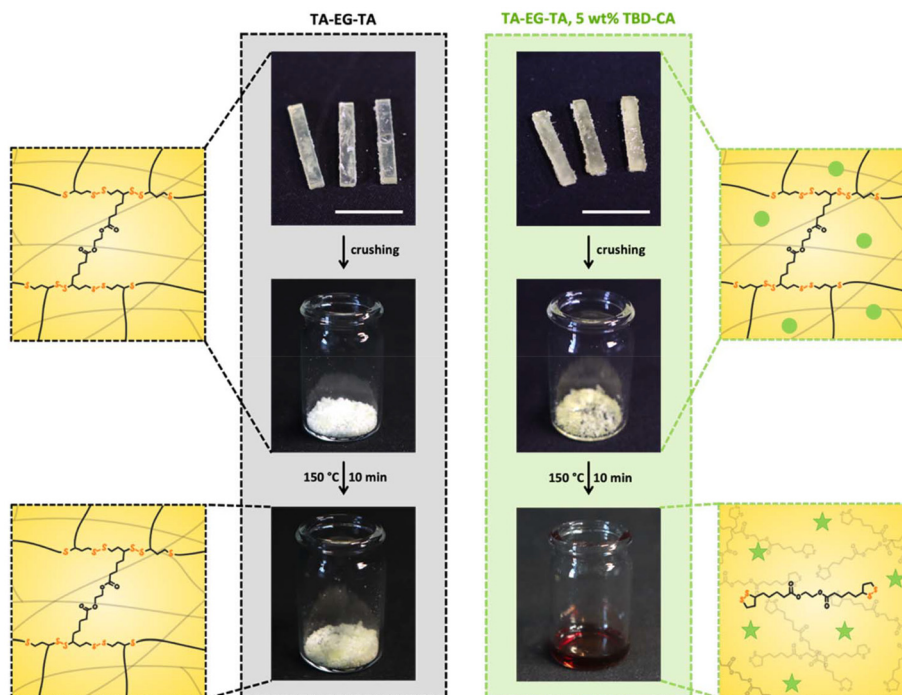 TA-EG-TA
TA-EG-TA, 5 wt% TBD-CA
crushing
crushing
150 °C 10 min
150 °C 10 min